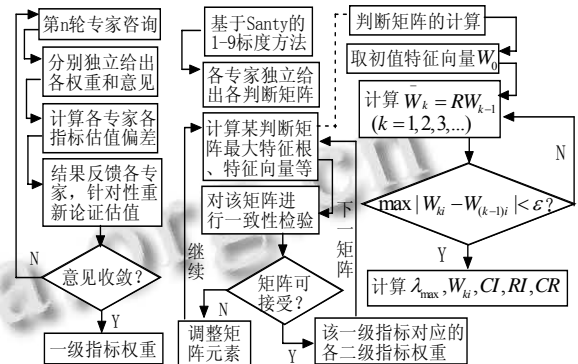 第n轮专家咨询
分别独立给出
各权重和意见
计算各专家各
指标估值偏差
结果反馈各专
家，针对性重
新论证估值
N
意见收敛？
Y
一级指标权重
基于Santy的
1-9标度方法
各专家独立给
出各判断矩阵
计算某判断矩
阵最大特征根
、特征向量等
对该矩阵进
行一致性检验
继续
下一矩阵
矩阵可
接受？
N
调整矩
阵元素
Y
该一级指标对应的
各二级指标权重
判断矩阵的计算
取初值特征向量W₀
计算 W̄ₖ = RWₖ₋₁
(k = 1,2,3,...)
N
max | Wₖᵢ − W₍ₖ₋₁₎ᵢ | < ε?
Y
计算 λmax, Wₖᵢ, CI, RI, CR